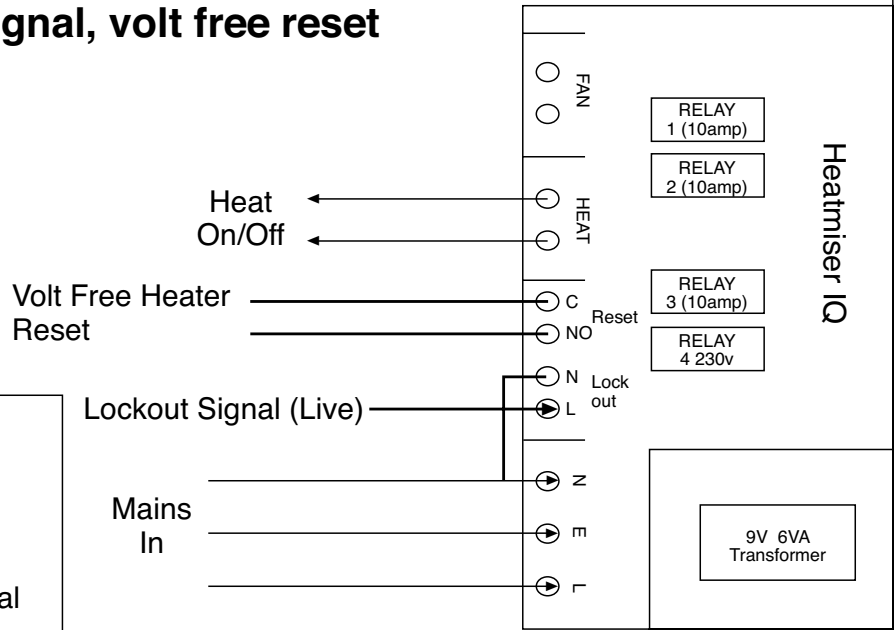 gnal, volt free reset
FAN
RELAY
1 (10amp)
RELAY
2 (10amp)
Heatmiser IQ
Heat
On/Off
HEAT
Volt Free Heater
Reset
C
NO
Reset
RELAY
3 (10amp)
RELAY
4 230v
Lockout Signal (Live)
N
L
Lock
out
Mains
In
N
E
L
9V 6VA
Transformer
al